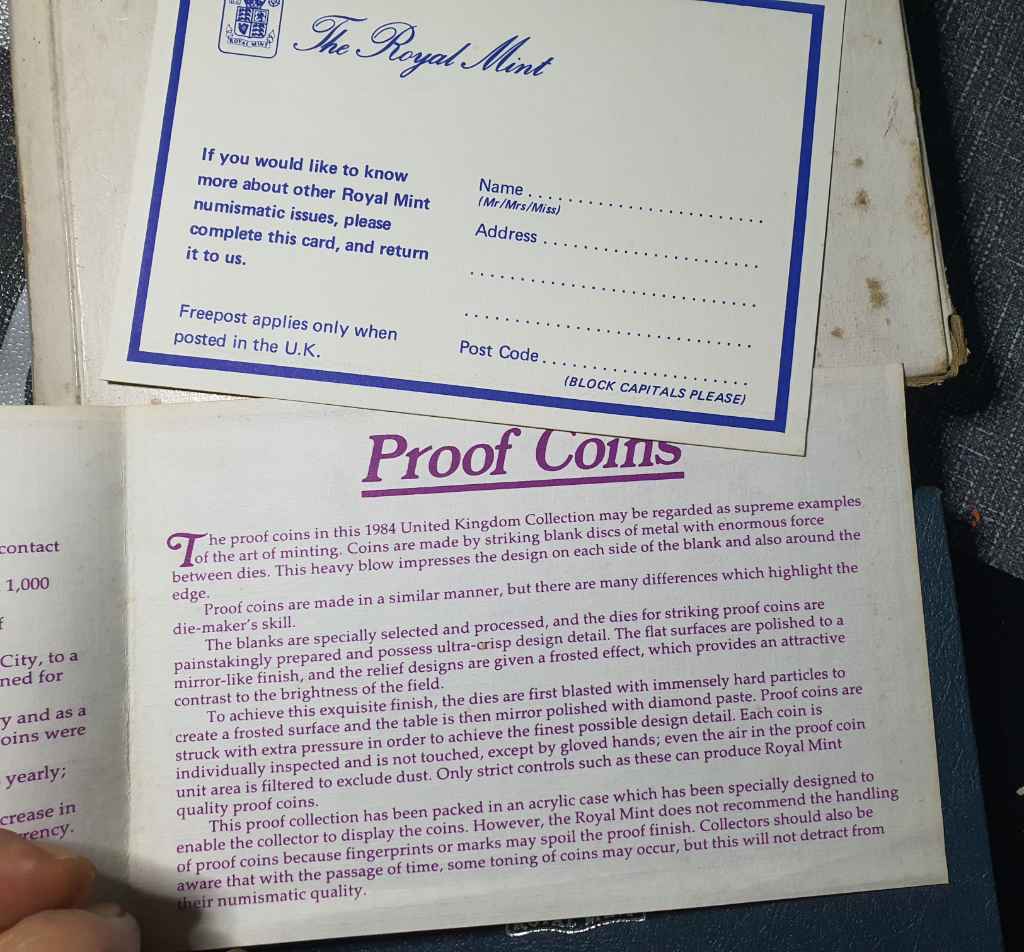 ROYAL MINT
The Royal Mint
If you would like to know
more about other Royal Mint
numismatic issues, please
complete this card, and return
it to us.
Freepost applies only when
posted in the U.K.
Name
(Mr/Mrs/Miss)
Address
Post Code
(BLOCK CAPITALS PLEASE)
contact
1,000
City, to a
ned for
y and as a
oins were
yearly;
crease in
rency.
Proof Coins
The proof coins in this 1984 United Kingdom Collection may be regarded as supreme examples
of the art of minting. Coins are made by striking blank discs of metal with enormous force
between dies. This heavy blow impresses the design on each side of the blank and also around the
edge.
Proof coins are made in a similar manner, but there are many differences which highlight the
die-maker's skill.
The blanks are specially selected and processed, and the dies for striking proof coins are
painstakingly prepared and possess ultra-crisp design detail. The flat surfaces are polished to a
mirror-like finish, and the relief designs are given a frosted effect, which provides an attractive
contrast to the brightness of the field.
To achieve this exquisite finish, the dies are first blasted with immensely hard particles to
create a frosted surface and the table is then mirror polished with diamond paste. Proof coins are
struck with extra pressure in order to achieve the finest possible design detail. Each coin is
individually inspected and is not touched, except by gloved hands; even the air in the proof coin
unit area is filtered to exclude dust. Only strict controls such as these can produce Royal Mint
quality proof coins.
This proof collection has been packed in an acrylic case which has been specially designed to
enable the collector to display the coins. However, the Royal Mint does not recommend the handling
of proof coins because fingerprints or marks may spoil the proof finish. Collectors should also be
aware that with the passage of time, some toning of coins may occur, but this will not detract from
their numismatic quality.
ROYAL MINT